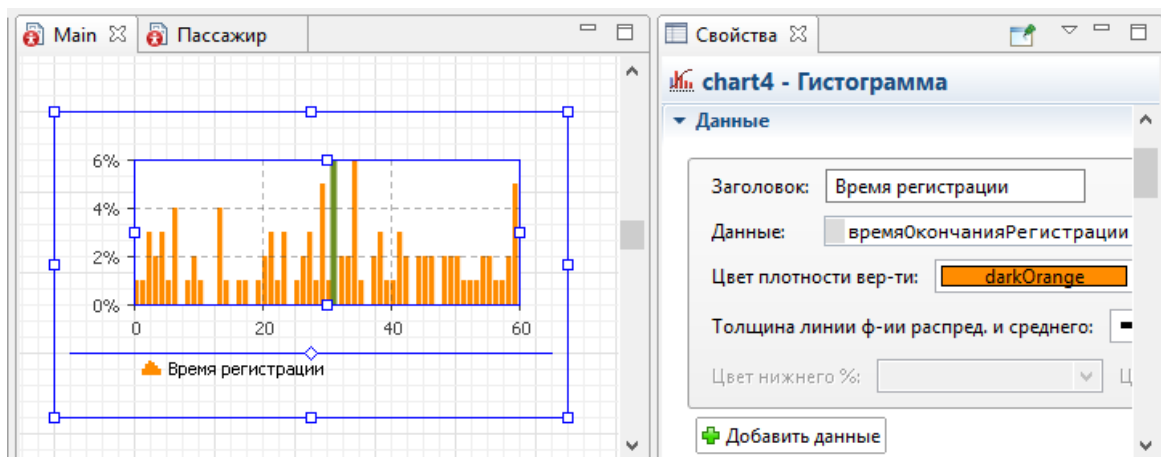 Main
Пассажир
6%
4%
2%
0%
0 20 40 60
Время регистрации
Свойства
chart4 - Гистограмма
Данные
Заголовок: Время регистрации
Данные: времяОкончанияРегистрации
Цвет плотности вер-ти: darkOrange
Толщина линии ф-ии распред. и среднего:
Цвет нижнего %: Ц
Добавить данные